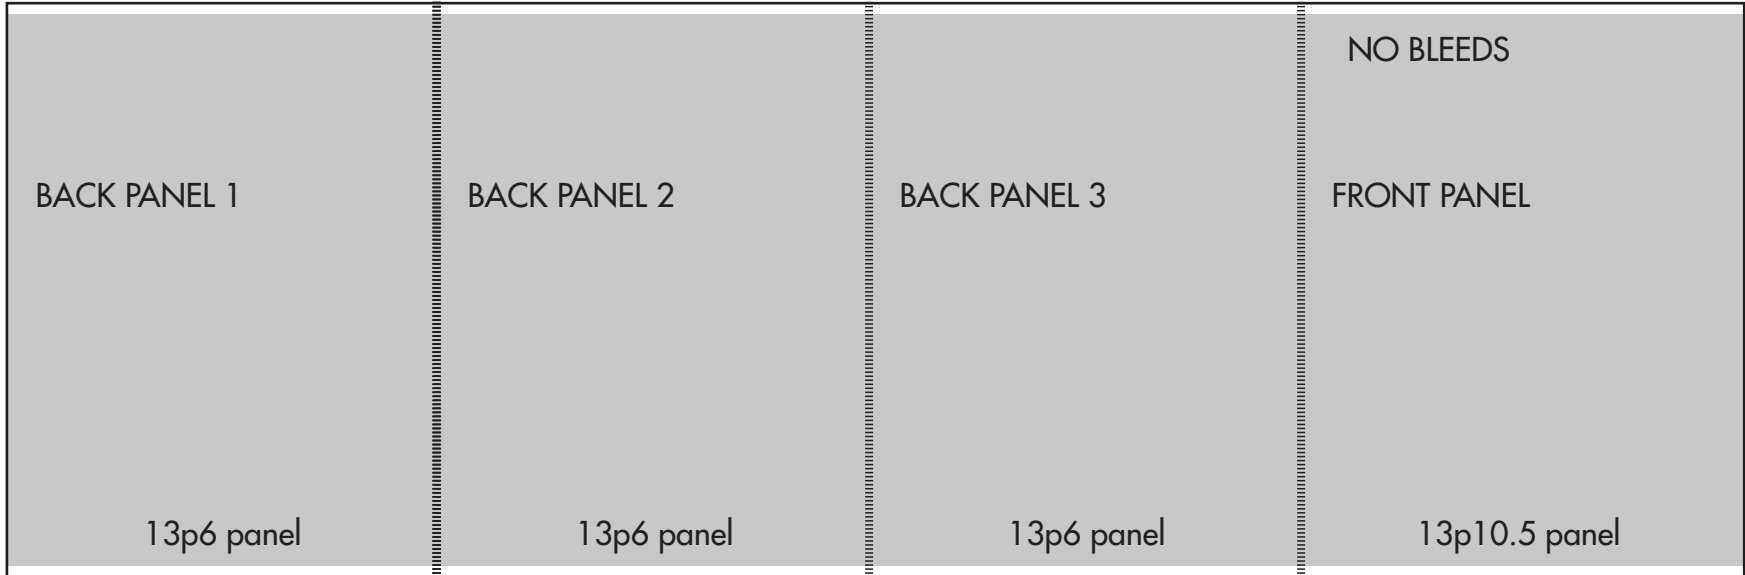 NO BLEEDS
BACK PANEL 1
BACK PANEL 2
BACK PANEL 3
FRONT PANEL
13p6 panel
13p6 panel
13p6 panel
13p10.5 panel